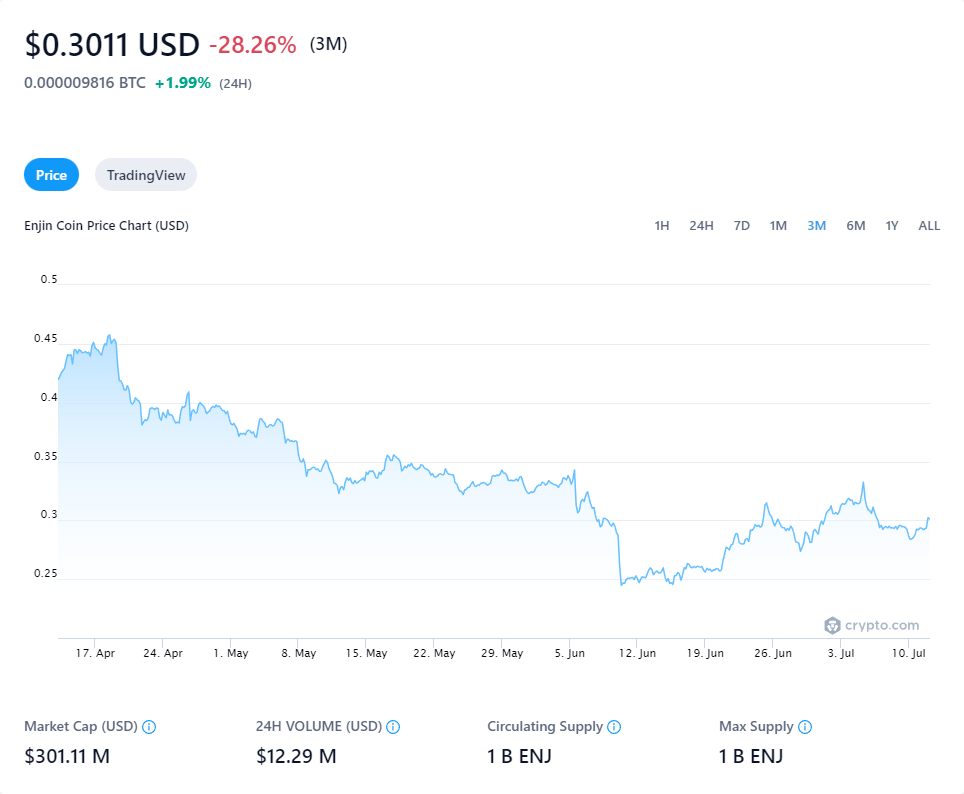 $0.3011 USD -28.26% (3M)
0.000009816 BTC +1.99% (24H)
Price TradingView
Enjin Coin Price Chart (USD) 1H 24H 7D 1M 3M 6M 1Y ALL
0.5
0.45
0.4
0.35
0.3
0.25
crypto.com
17. Apr 24. Apr 1. May 8. May 15. May 22. May 29. May 5. Jun 12. Jun 19. Jun 26. Jun 3. Jul 10. Jul
Market Cap (USD) 24H VOLUME (USD) Circulating Supply Max Supply
$301.11 M $12.29 M 1 B ENJ 1 B ENJ